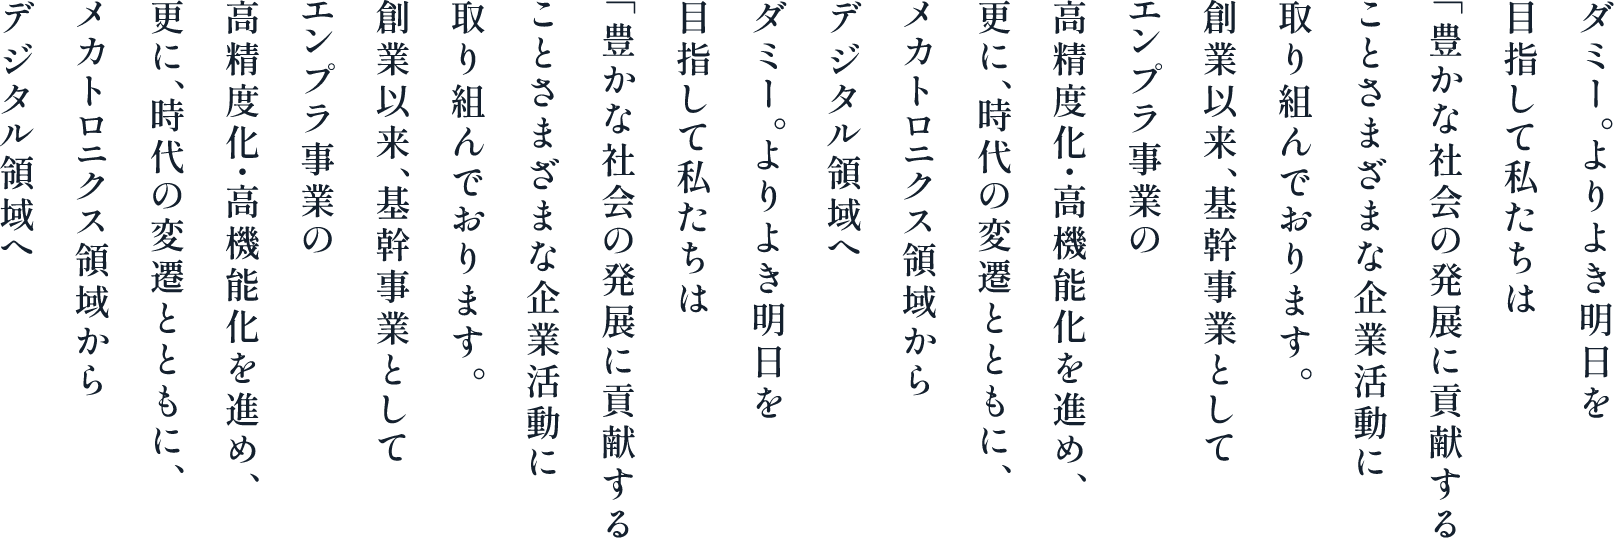 ダミー。よりよき明日を
目指して私たちは
「豊かな社会の発展に貢献する
ことさまざまな企業活動に
取り組んでおります。
創業以来、基幹事業として
エンプラ事業の
高精度化・高機能化を進め、
更に、時代の変遷とともに、
メカトロニクス領域から
デジタル領域へ
ダミー。よりよき明日を
目指して私たちは
「豊かな社会の発展に貢献する
ことさまざまな企業活動に
取り組んでおります。
創業以来、基幹事業として
エンプラ事業の
高精度化・高機能化を進め、
更に、時代の変遷とともに、
メカトロニクス領域から
デジタル領域へ